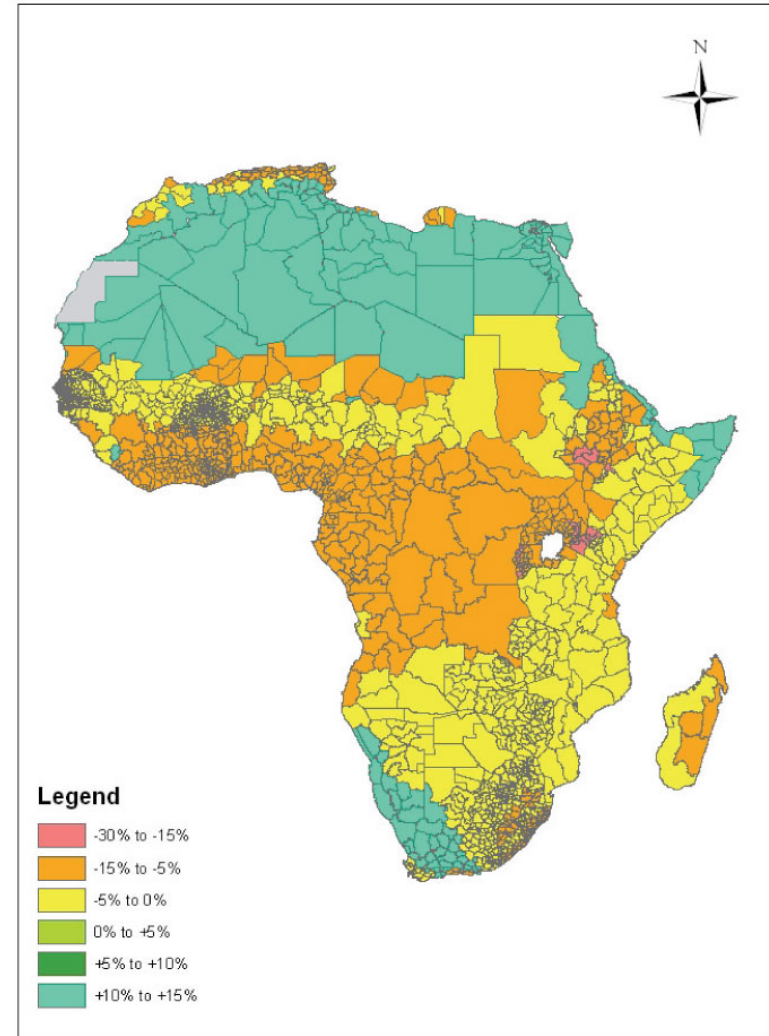 N
Legend
-30% to -15%
-15% to -5%
-5% to 0%
0% to +5%
+5% to +10%
+10% to +15%